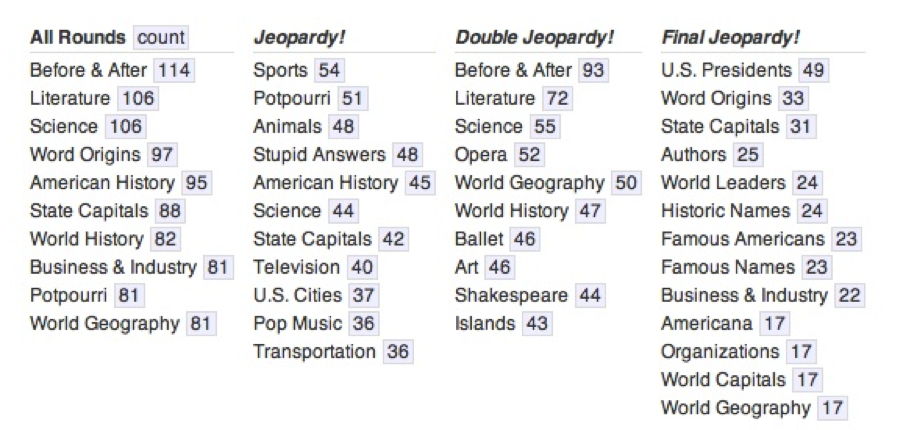 All Rounds count
Before & After 114
Literature 106
Science 106
Word Origins 97
American History 95
State Capitals 88
World History 82
Business & Industry 81
Potpourri 81
World Geography 81
Jeopardy!
Sports 54
Potpourri 51
Animals 48
Stupid Answers 48
American History 45
Science 44
State Capitals 42
Television 40
U.S. Cities 37
Pop Music 36
Transportation 36
Double Jeopardy!
Before & After 93
Literature 72
Science 55
Opera 52
World Geography 50
World History 47
Ballet 46
Art 46
Shakespeare 44
Islands 43
Final Jeopardy!
U.S. Presidents 49
Word Origins 33
State Capitals 31
Authors 25
World Leaders 24
Historic Names 24
Famous Americans 23
Famous Names 23
Business & Industry 22
Americana 17
Organizations 17
World Capitals 17
World Geography 17